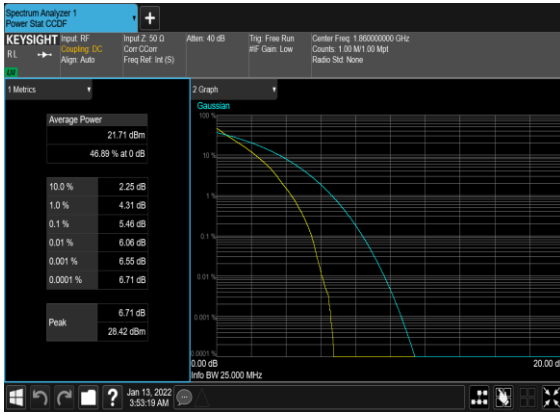 Spectrum Analyzer 1
Power Stat CCDF
KEYSIGHT
RL
Input: RF
Coupling: DC
Align: Auto
Input Z: 50 Ω
Corr CCorr
Freq Ref: Int (S)
Atten: 40 dB
Trig: Free Run
#IF Gain: Low
Center Freq: 1.860000000 GHz
Counts: 1.00 M/1.00 Mpt
Radio Std: None
1 Metrics
Average Power
21.71 dBm
46.89 % at 0 dB
10.0 % 2.25 dB
1.0 % 4.31 dB
0.1 % 5.46 dB
0.01 % 6.06 dB
0.001 % 6.55 dB
0.0001 % 6.71 dB
Peak
6.71 dB
28.42 dBm
2 Graph
Gaussian
100 %
10 %
1 %
0.1 %
0.01 %
0.001 %
0.0001 %
0.00 dB
20.00 d
Info BW 25.000 MHz
Jan 13, 2022
3:53:19 AM